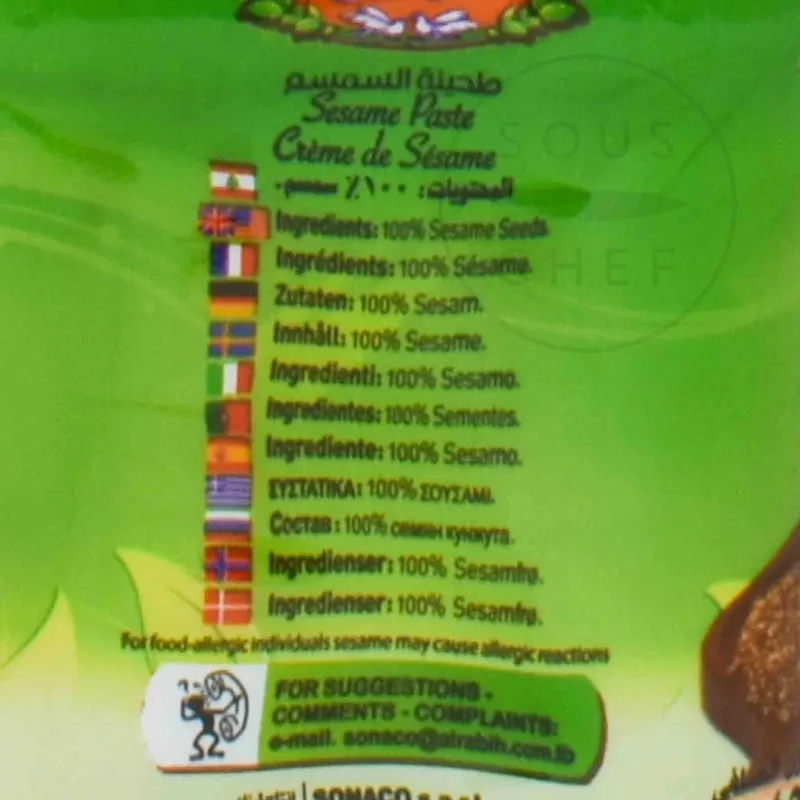 طحينة السمسم
Sesame Paste
Crème de Sésame
المحتويات: ١٠٠٪ سمسم.
Ingredients: 100% Sesame Seeds.
Ingrédients: 100% Sésame.
Zutaten: 100% Sesam.
Innhåll: 100% Sesame.
Ingredienti: 100% Sesamo.
Ingredientes: 100% Sementes.
Ingrediente: 100% Sesamo.
ΣΥΣΤΑΤΙΚΑ: 100% ΣΟΥΣΑΜΙ.
Состав: 100% семян кунжута.
Ingredienser: 100% Sesamfrø.
Ingredienser: 100% Sesamfrø.
For food-allergic individuals sesame may cause allergic reactions
FOR SUGGESTIONS -
COMMENTS - COMPLAINTS:
e-mail. sonaco@alrabih.com.lb
SONACO s.a.r.l
SOUS
CHEF